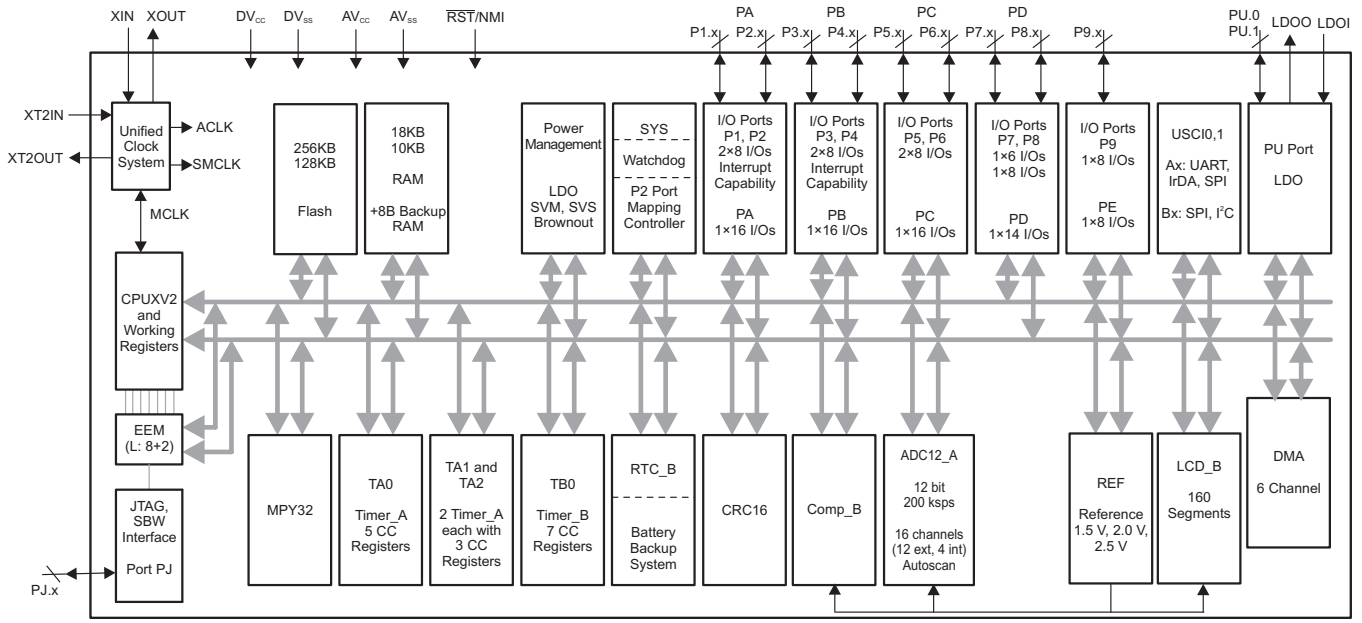 XIN XOUT DVCC DVSS AVCC AVSS RST/NMI PA PB PC PD PU.0 LDOO LDOI
P1.x P2.x P3.x P4.x P5.x P6.x P7.x P8.x P9.x PU.1
XT2IN
XT2OUT
Unified
Clock
System
ACLK
SMCLK
MCLK
256KB
128KB
Flash
18KB
10KB
RAM
+8B Backup
RAM
Power
Management
LDO
SVM, SVS
Brownout
SYS
Watchdog
P2 Port
Mapping
Controller
I/O Ports
P1, P2
2×8 I/Os
Interrupt
Capability
PA
1×16 I/Os
I/O Ports
P3, P4
2×8 I/Os
Interrupt
Capability
PB
1×16 I/Os
I/O Ports
P5, P6
2×8 I/Os
PC
1×16 I/Os
I/O Ports
P7, P8
1×6 I/Os
1×8 I/Os
PD
1×14 I/Os
I/O Ports
P9
1×8 I/Os
PE
1×8 I/Os
USCI0,1
Ax: UART,
IrDA, SPI
Bx: SPI, I²C
PU Port
LDO
CPUXV2
and
Working
Registers
EEM
(L: 8+2)
JTAG,
SBW
Interface
Port PJ
PJ.x
MPY32
TA0
Timer_A
5 CC
Registers
TA1 and
TA2
2 Timer_A
each with
3 CC
Registers
TB0
Timer_B
7 CC
Registers
RTC_B
Battery
Backup
System
CRC16
Comp_B
ADC12_A
12 bit
200 ksps
16 channels
(12 ext, 4 int)
Autoscan
REF
Reference
1.5 V, 2.0 V,
2.5 V
LCD_B
160
Segments
DMA
6 Channel